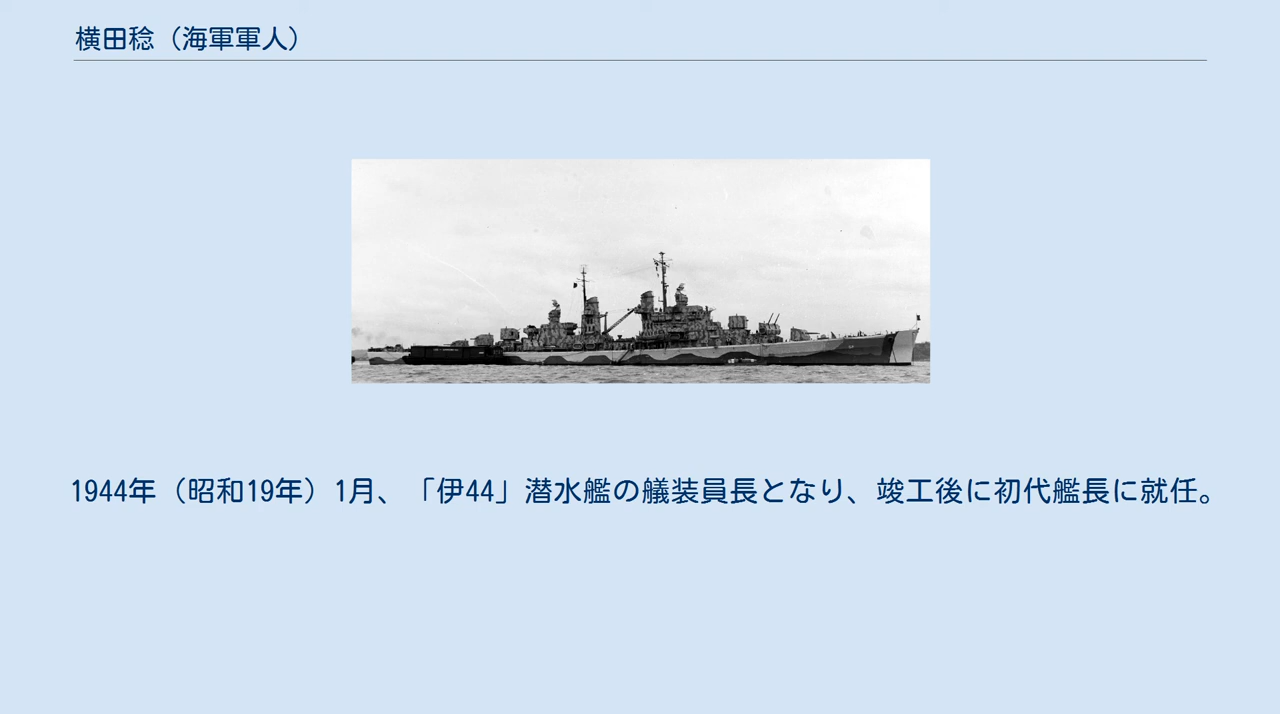 横田稔（海軍軍人）
1944年（昭和19年）1月、「伊44」潜水艦の艤装員長となり、竣工後に初代艦長に就任。